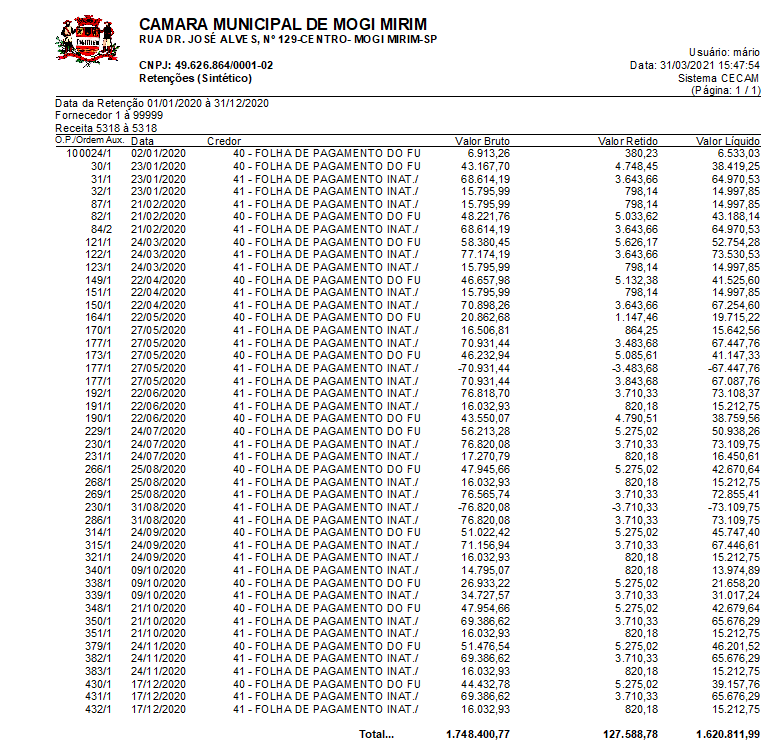 CAMARA MUNICIPAL DE MOGI MIRIM
RUA DR. JOSÉ ALVES, Nº 129-CENTRO- MOGI MIRIM-SP
Usuário: mário
CNPJ: 49.626.864/0001-02 Data: 31/03/2021 15:47:54
Retenções (Sintético) Sistema CECAM
(Página: 1 / 1)
Data da Retenção 01/01/2020 à 31/12/2020
Fornecedor 1 à 99999
Receita 5318 à 5318
O.P./Ordem Aux. Data Credor Valor Bruto Valor Retido Valor Líquido
100024/1 02/01/2020 40 - FOLHA DE PAGAMENTO DO FU 6.913,26 380,23 6.533,03
30/1 23/01/2020 40 - FOLHA DE PAGAMENTO DO FU 43.167,70 4.748,45 38.419,25
31/1 23/01/2020 41 - FOLHA DE PAGAMENTO INAT./ 68.614,19 3.643,66 64.970,53
32/1 23/01/2020 41 - FOLHA DE PAGAMENTO INAT./ 15.795,99 798,14 14.997,85
87/1 21/02/2020 41 - FOLHA DE PAGAMENTO INAT./ 15.795,99 798,14 14.997,85
82/1 21/02/2020 40 - FOLHA DE PAGAMENTO DO FU 48.221,76 5.033,62 43.188,14
84/2 21/02/2020 41 - FOLHA DE PAGAMENTO INAT./ 68.614,19 3.643,66 64.970,53
121/1 24/03/2020 40 - FOLHA DE PAGAMENTO DO FU 58.380,45 5.626,17 52.754,28
122/1 24/03/2020 41 - FOLHA DE PAGAMENTO INAT./ 77.174,19 3.643,66 73.530,53
123/1 24/03/2020 41 - FOLHA DE PAGAMENTO INAT./ 15.795,99 798,14 14.997,85
149/1 22/04/2020 40 - FOLHA DE PAGAMENTO DO FU 46.657,98 5.132,38 41.525,60
151/1 22/04/2020 41 - FOLHA DE PAGAMENTO INAT./ 15.795,99 798,14 14.997,85
150/1 22/04/2020 41 - FOLHA DE PAGAMENTO INAT./ 70.898,26 3.643,66 67.254,60
164/1 22/05/2020 40 - FOLHA DE PAGAMENTO DO FU 20.862,68 1.147,46 19.715,22
170/1 27/05/2020 41 - FOLHA DE PAGAMENTO INAT./ 16.506,81 864,25 15.642,56
177/1 27/05/2020 41 - FOLHA DE PAGAMENTO INAT./ 70.931,44 3.483,68 67.447,76
173/1 27/05/2020 40 - FOLHA DE PAGAMENTO DO FU 46.232,94 5.085,61 41.147,33
177/1 27/05/2020 41 - FOLHA DE PAGAMENTO INAT./ -70.931,44 -3.483,68 -67.447,76
177/1 27/05/2020 41 - FOLHA DE PAGAMENTO INAT./ 70.931,44 3.843,68 67.087,76
192/1 22/06/2020 41 - FOLHA DE PAGAMENTO INAT./ 76.818,70 3.710,33 73.108,37
191/1 22/06/2020 41 - FOLHA DE PAGAMENTO INAT./ 16.032,93 820,18 15.212,75
190/1 22/06/2020 40 - FOLHA DE PAGAMENTO DO FU 43.550,07 4.790,51 38.759,56
229/1 24/07/2020 40 - FOLHA DE PAGAMENTO DO FU 56.213,28 5.275,02 50.938,26
230/1 24/07/2020 41 - FOLHA DE PAGAMENTO INAT./ 76.820,08 3.710,33 73.109,75
231/1 24/07/2020 41 - FOLHA DE PAGAMENTO INAT./ 17.270,79 820,18 16.450,61
266/1 25/08/2020 40 - FOLHA DE PAGAMENTO DO FU 47.945,66 5.275,02 42.670,64
268/1 25/08/2020 41 - FOLHA DE PAGAMENTO INAT./ 16.032,93 820,18 15.212,75
269/1 25/08/2020 41 - FOLHA DE PAGAMENTO INAT./ 76.565,74 3.710,33 72.855,41
230/1 31/08/2020 41 - FOLHA DE PAGAMENTO INAT./ -76.820,08 -3.710,33 -73.109,75
286/1 31/08/2020 41 - FOLHA DE PAGAMENTO INAT./ 76.820,08 3.710,33 73.109,75
314/1 24/09/2020 40 - FOLHA DE PAGAMENTO DO FU 51.022,42 5.275,02 45.747,40
315/1 24/09/2020 41 - FOLHA DE PAGAMENTO INAT./ 71.156,94 3.710,33 67.446,61
321/1 24/09/2020 41 - FOLHA DE PAGAMENTO INAT./ 16.032,93 820,18 15.212,75
340/1 09/10/2020 41 - FOLHA DE PAGAMENTO INAT./ 14.795,07 820,18 13.974,89
338/1 09/10/2020 40 - FOLHA DE PAGAMENTO DO FU 26.933,22 5.275,02 21.658,20
339/1 09/10/2020 41 - FOLHA DE PAGAMENTO INAT./ 34.727,57 3.710,33 31.017,24
348/1 21/10/2020 40 - FOLHA DE PAGAMENTO DO FU 47.954,66 5.275,02 42.679,64
350/1 21/10/2020 41 - FOLHA DE PAGAMENTO INAT./ 69.386,62 3.710,33 65.676,29
351/1 21/10/2020 41 - FOLHA DE PAGAMENTO INAT./ 16.032,93 820,18 15.212,75
379/1 24/11/2020 40 - FOLHA DE PAGAMENTO DO FU 51.476,54 5.275,02 46.201,52
382/1 24/11/2020 41 - FOLHA DE PAGAMENTO INAT./ 69.386,62 3.710,33 65.676,29
383/1 24/11/2020 41 - FOLHA DE PAGAMENTO INAT./ 16.032,93 820,18 15.212,75
430/1 17/12/2020 40 - FOLHA DE PAGAMENTO DO FU 44.432,78 5.275,02 39.157,76
431/1 17/12/2020 41 - FOLHA DE PAGAMENTO INAT./ 69.386,62 3.710,33 65.676,29
432/1 17/12/2020 41 - FOLHA DE PAGAMENTO INAT./ 16.032,93 820,18 15.212,75
Total... 1.748.400,77 127.588,78 1.620.811,99